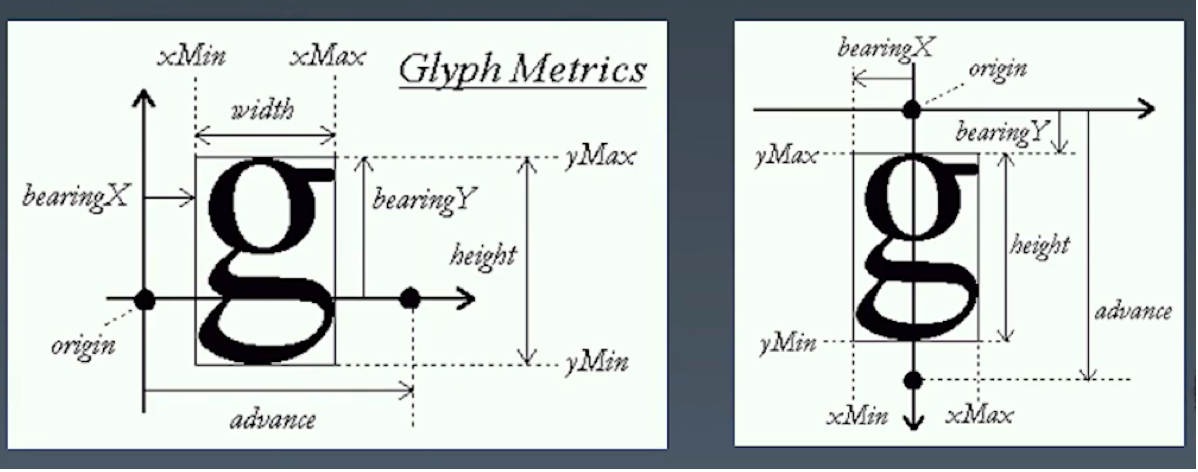 xMin xMax Glyph Metrics
width
yMax
bearingX bearingY
height
origin
yMin
advance
bearingX
origin
bearingY
yMax
height
advance
yMin
xMin xMax
g
g